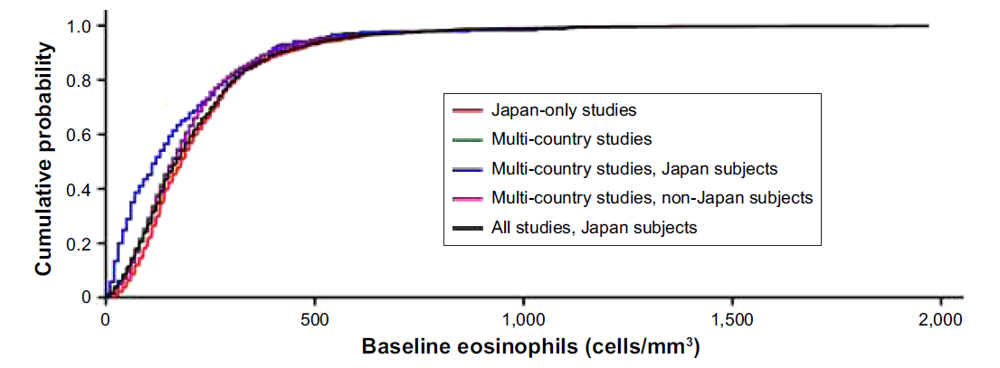 1.0
0.8
0.6
0.4
0.2
0
Cumulative probability
Japan-only studies
Multi-country studies
Multi-country studies, Japan subjects
Multi-country studies, non-Japan subjects
All studies, Japan subjects
0 500 1,000 1,500 2,000
Baseline eosinophils (cells/mm³)